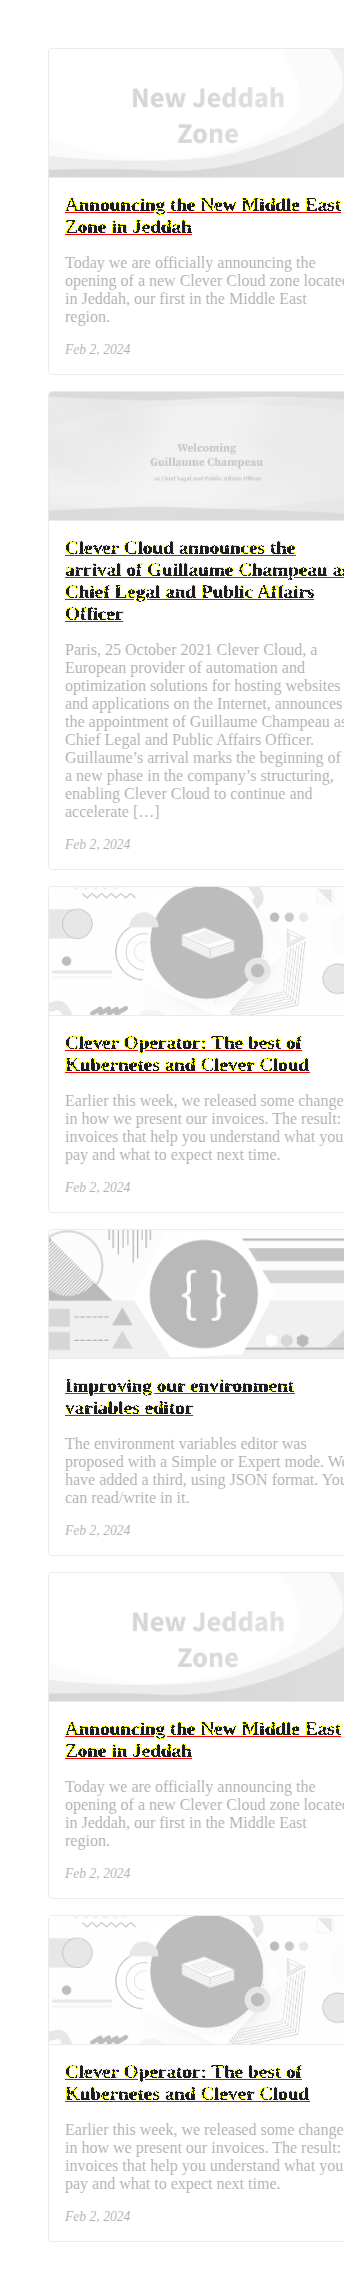 New Jeddah
Zone
Announcing the New Middle East
Zone in Jeddah
Today we are officially announcing the
opening of a new Clever Cloud zone located
in Jeddah, our first in the Middle East
region.
Feb 2, 2024
Welcoming
Guillaume Champeau
as Chief Legal and Public Affairs Officer
Clever Cloud announces the
arrival of Guillaume Champeau as
Chief Legal and Public Affairs
Officer
Paris, 25 October 2021 Clever Cloud, a
European provider of automation and
optimization solutions for hosting websites
and applications on the Internet, announces
the appointment of Guillaume Champeau as
Chief Legal and Public Affairs Officer.
Guillaume’s arrival marks the beginning of
a new phase in the company’s structuring,
enabling Clever Cloud to continue and
accelerate […]
Feb 2, 2024
Clever Operator: The best of
Kubernetes and Clever Cloud
Earlier this week, we released some change
in how we present our invoices. The result:
invoices that help you understand what you
pay and what to expect next time.
Feb 2, 2024
{}
Improving our environment
variables editor
The environment variables editor was
proposed with a Simple or Expert mode. We
have added a third, using JSON format. You
can read/write in it.
Feb 2, 2024
New Jeddah
Zone
Announcing the New Middle East
Zone in Jeddah
Today we are officially announcing the
opening of a new Clever Cloud zone located
in Jeddah, our first in the Middle East
region.
Feb 2, 2024
Clever Operator: The best of
Kubernetes and Clever Cloud
Earlier this week, we released some change
in how we present our invoices. The result:
invoices that help you understand what you
pay and what to expect next time.
Feb 2, 2024